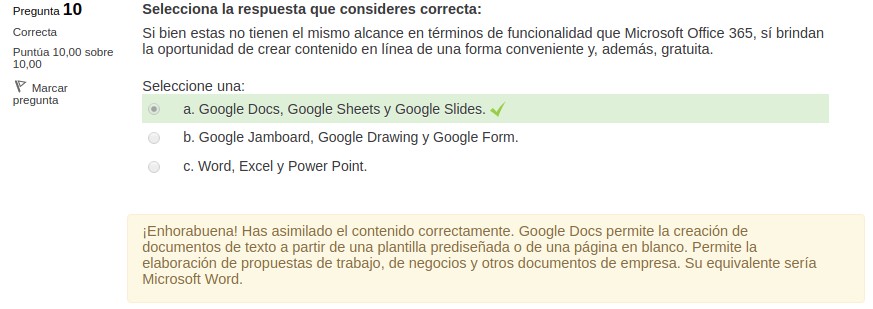 Pregunta 10
Correcta
Puntúa 10,00 sobre
10,00
Marcar
pregunta
Selecciona la respuesta que consideres correcta:
Si bien estas no tienen el mismo alcance en términos de funcionalidad que Microsoft Office 365, sí brindan
la oportunidad de crear contenido en línea de una forma conveniente y, además, gratuita.
Seleccione una:
a. Google Docs, Google Sheets y Google Slides.
b. Google Jamboard, Google Drawing y Google Form.
c. Word, Excel y Power Point.
¡Enhorabuena! Has asimilado el contenido correctamente. Google Docs permite la creación de
documentos de texto a partir de una plantilla prediseñada o de una página en blanco. Permite la
elaboración de propuestas de trabajo, de negocios y otros documentos de empresa. Su equivalente sería
Microsoft Word.